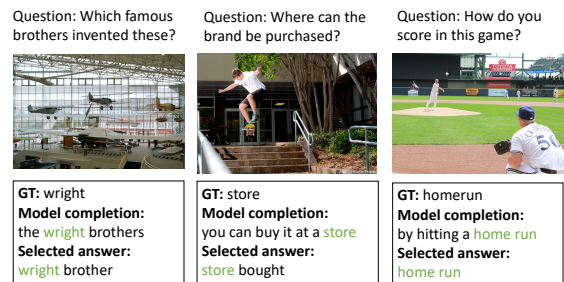 Question: Which famous
brothers invented these?
GT: wright
Model completion:
the wright brothers
Selected answer:
wright brother
Question: Where can the
brand be purchased?
GT: store
Model completion:
you can buy it at a store
Selected answer:
store bought
Question: How do you
score in this game?
TOYOTA
GT: homerun
Model completion:
by hitting a home run
Selected answer:
home run